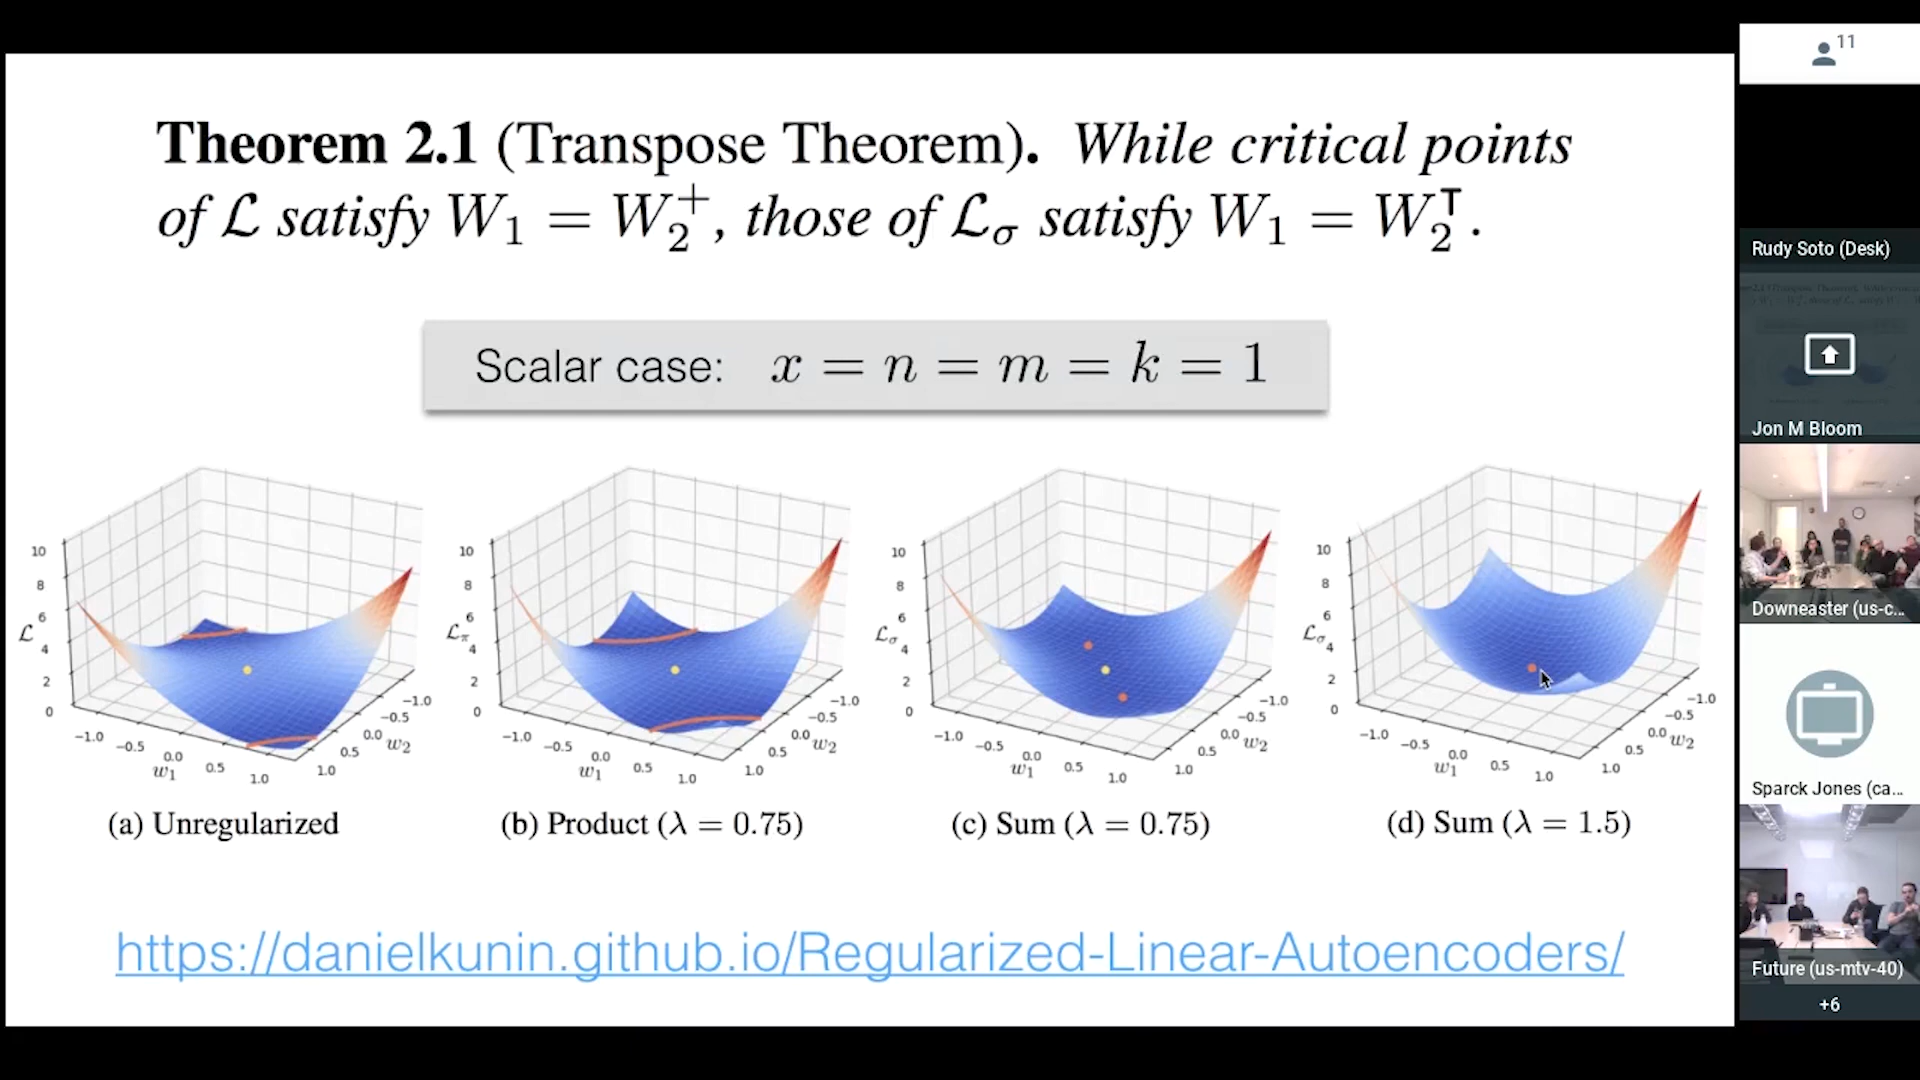 Theorem 2.1 (Transpose Theorem). While critical points
of ℒ satisfy W₁ = W₂⁺, those of ℒσ satisfy W₁ = W₂ᵀ.
Scalar case: x = n = m = k = 1
10 8 6 4 2 0
ℒ
-1.0 -0.5 0.0 0.5 1.0
w₁
1.0 0.5 0.0 -0.5 -1.0
w₂
10 8 6 4 2 0
ℒπ
-1.0 -0.5 0.0 0.5 1.0
w₁
1.0 0.5 0.0 -0.5 -1.0
w₂
10 8 6 4 2 0
ℒσ
-1.0 -0.5 0.0 0.5 1.0
w₁
1.0 0.5 0.0 -0.5 -1.0
w₂
10 8 6 4 2 0
ℒσ
-1.0 -0.5 0.0 0.5 1.0
w₁
1.0 0.5 0.0 -0.5 -1.0
w₂
(a) Unregularized
(b) Product (λ = 0.75)
(c) Sum (λ = 0.75)
(d) Sum (λ = 1.5)
https://danielkunin.github.io/Regularized-Linear-Autoencoders/
11
Rudy Soto (Desk)
Jon M Bloom
Downeaster (us-c...
Sparck Jones (ca...
Future (us-mtv-40)
+6